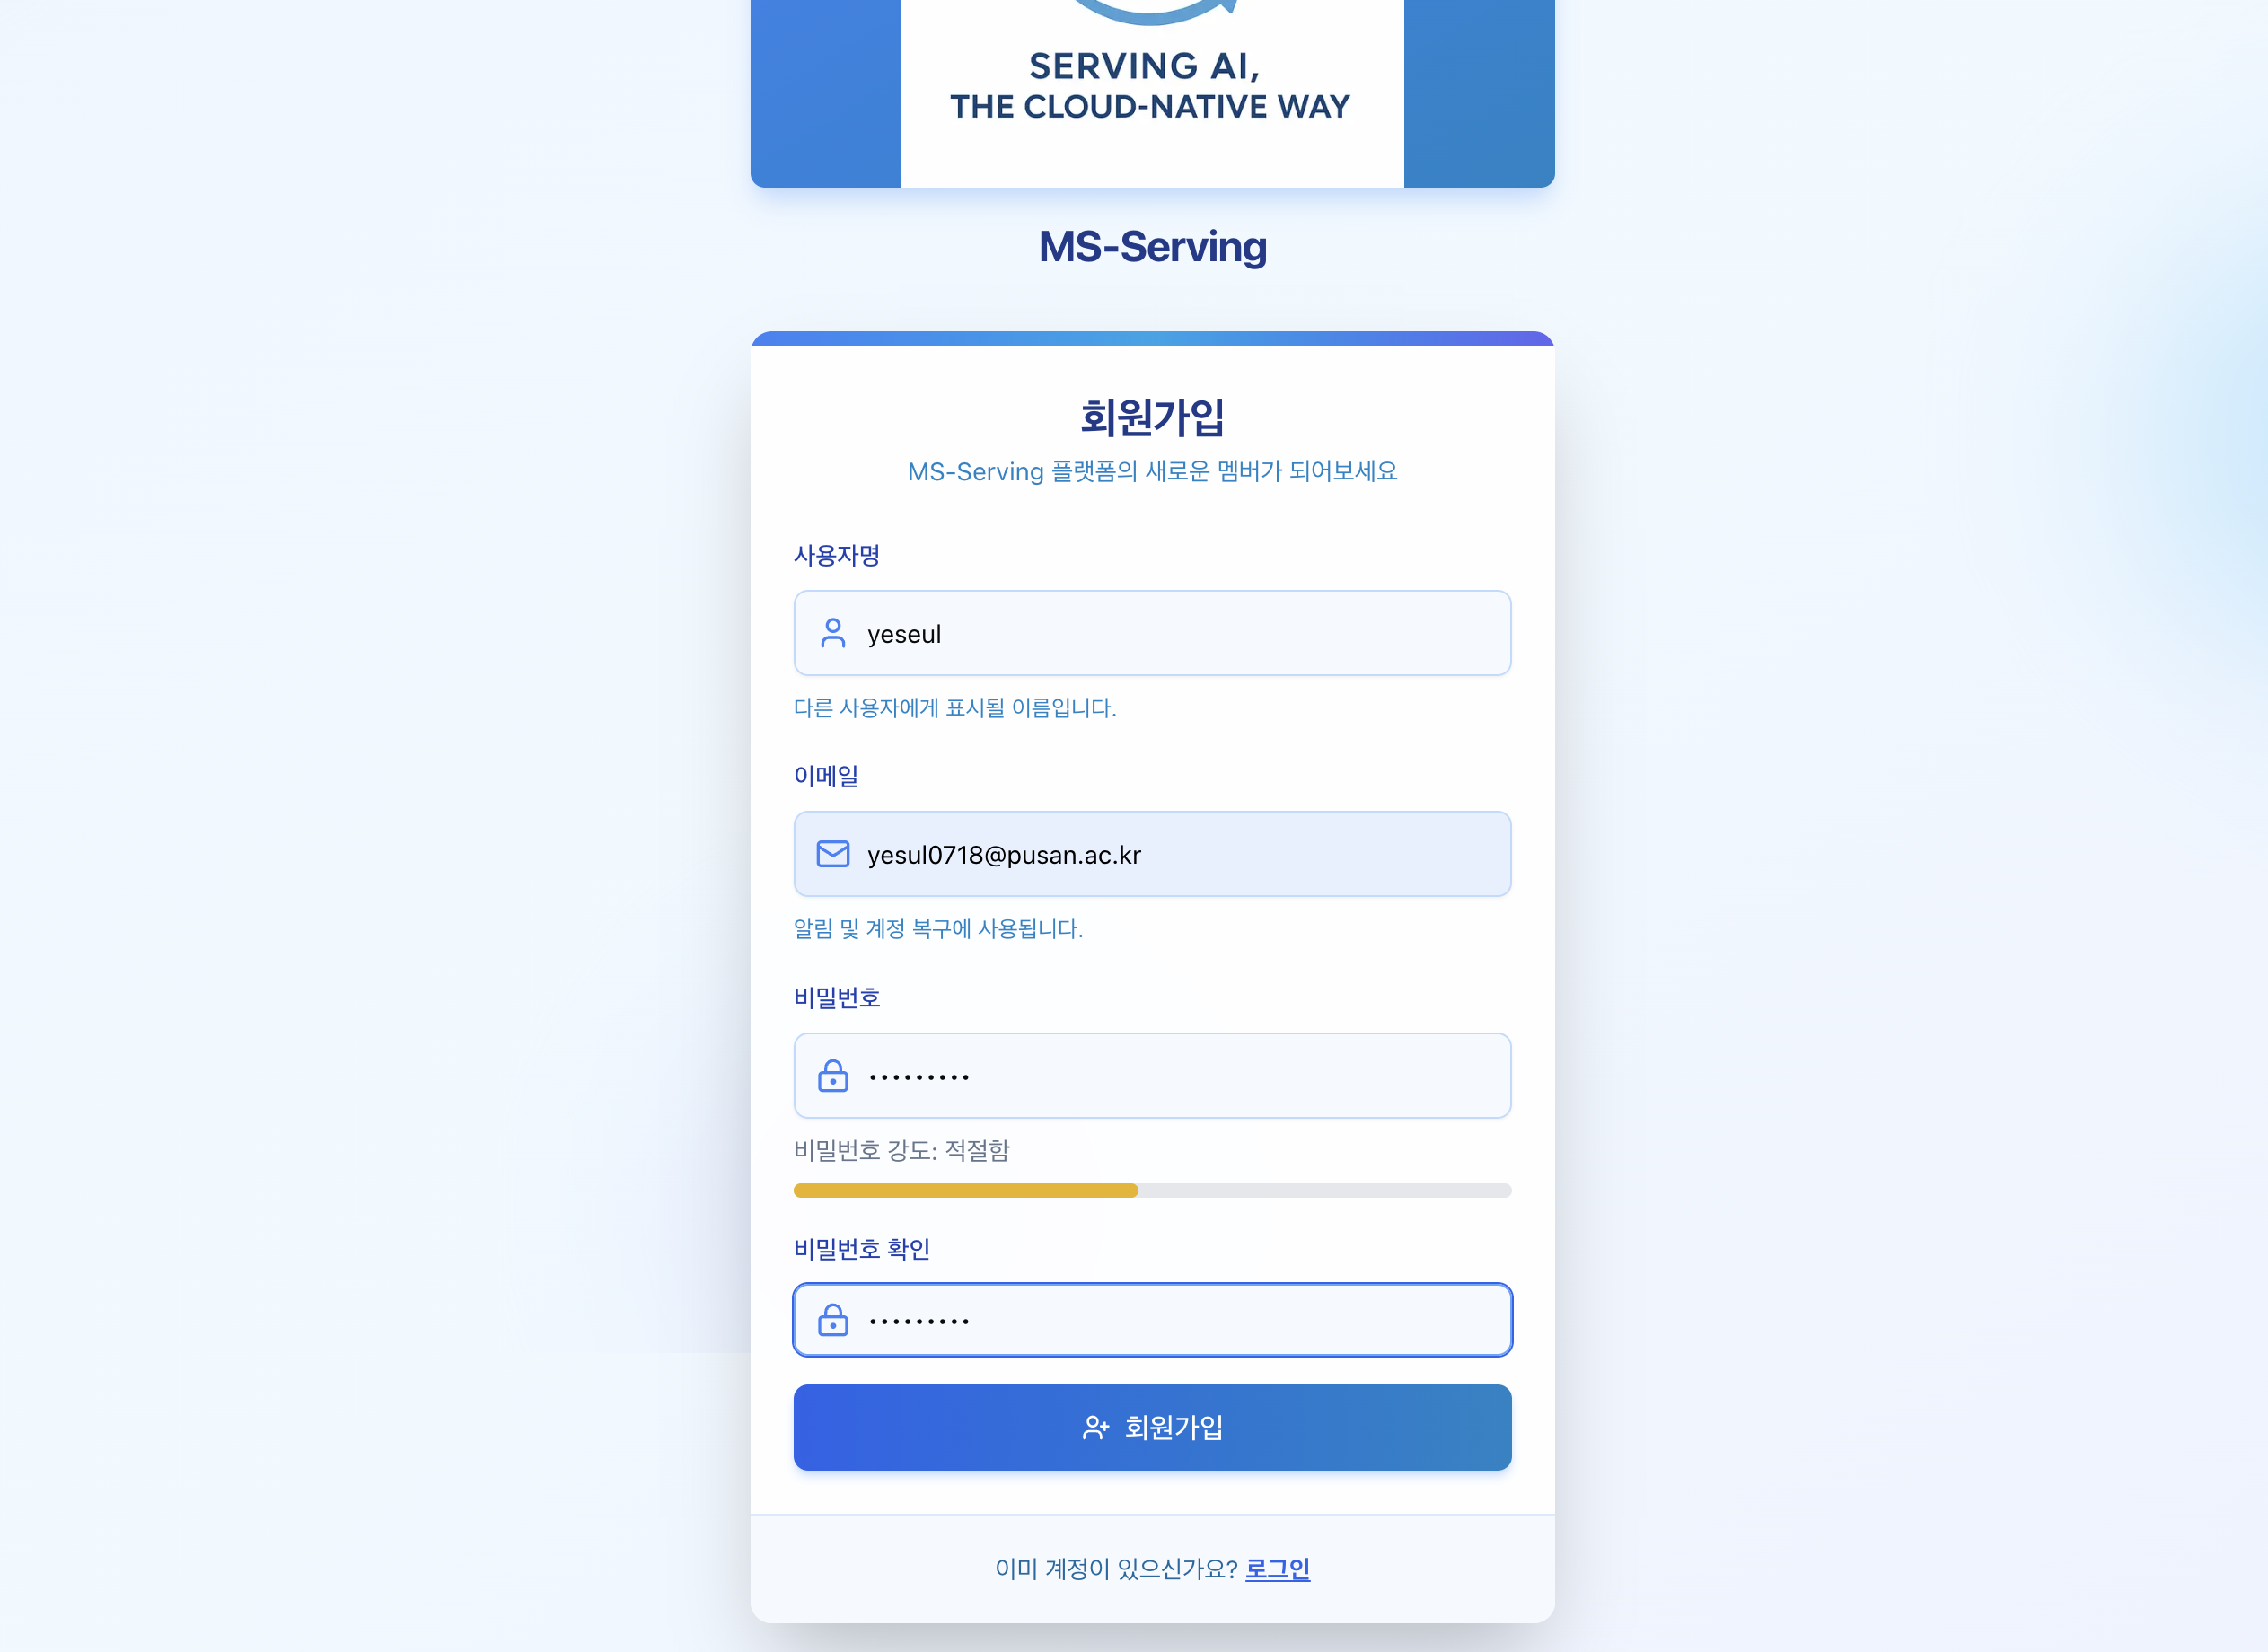 SERVING AI,
THE CLOUD-NATIVE WAY
MS-Serving
회원가입
MS-Serving 플랫폼의 새로운 멤버가 되어보세요
사용자명
yeseul
다른 사용자에게 표시될 이름입니다.
이메일
yesul0718@pusan.ac.kr
알림 및 계정 복구에 사용됩니다.
비밀번호
•••••••••
비밀번호 강도: 적절함
비밀번호 확인
•••••••••
회원가입
이미 계정이 있으신가요? 로그인